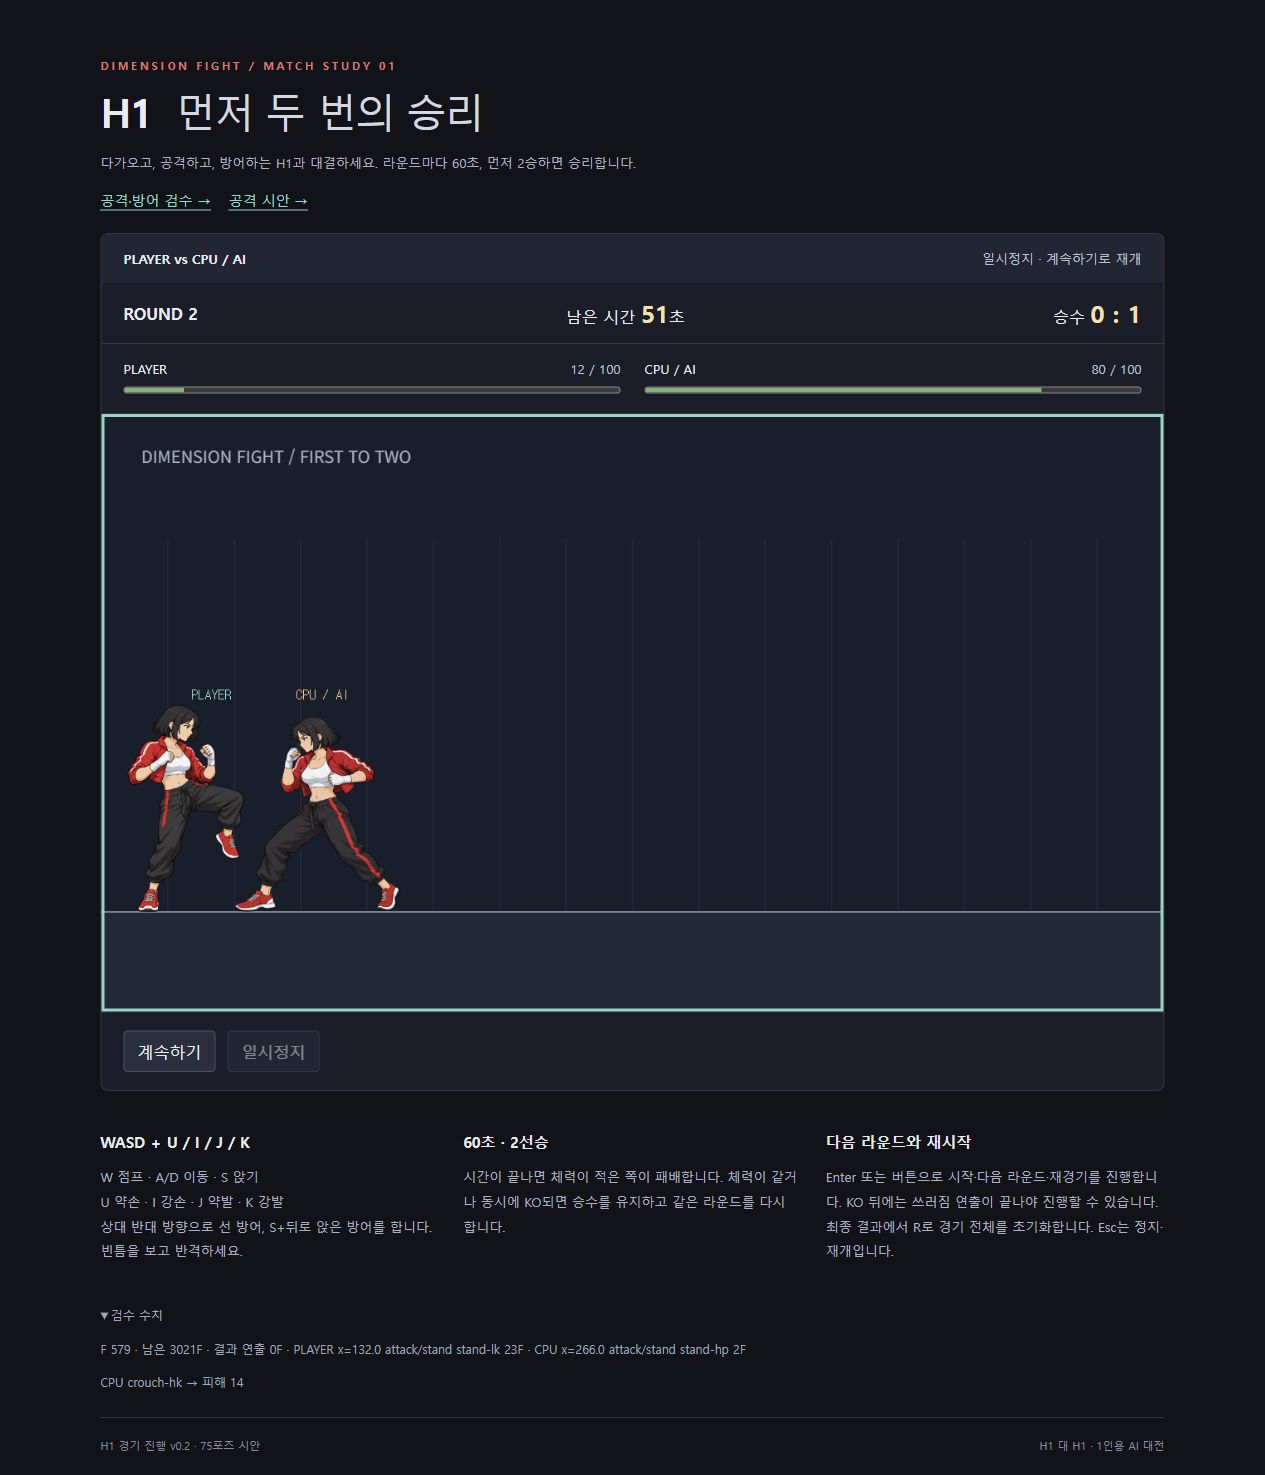 DIMENSION FIGHT / MATCH STUDY 01
H1 먼저 두 번의 승리
다가오고, 공격하고, 방어하는 H1과 대결하세요. 라운드마다 60초, 먼저 2승하면 승리합니다.
공격·방어 검수 → 공격 시안 →
PLAYER vs CPU / AI 일시정지 · 계속하기로 재개
ROUND 2 남은 시간 51초 승수 0 : 1
PLAYER 12 / 100 CPU / AI 80 / 100
DIMENSION FIGHT / FIRST TO TWO
PLAYER CPU / AI
계속하기 일시정지
WASD + U / I / J / K
W 점프 · A/D 이동 · S 앉기
U 약손 · I 강손 · J 약발 · K 강발
상대 반대 방향으로 선 방어, S+뒤로 앉은 방어를 합니다.
빈틈을 보고 반격하세요.
60초 · 2선승
시간이 끝나면 체력이 적은 쪽이 패배합니다. 체력이 같거
나 동시에 KO되면 승수를 유지하고 같은 라운드를 다시
합니다.
다음 라운드와 재시작
Enter 또는 버튼으로 시작·다음 라운드·재경기를 진행합니
다. KO 뒤에는 쓰러짐 연출이 끝나야 진행할 수 있습니다.
최종 결과에서 R로 경기 전체를 초기화합니다. Esc는 정지·
재개입니다.
▼검수 수치
F 579 · 남은 3021F · 결과 연출 0F · PLAYER x=132.0 attack/stand stand-lk 23F · CPU x=266.0 attack/stand stand-hp 2F
CPU crouch-hk → 피해 14
H1 경기 진행 v0.2 · 75포즈 시안 H1 대 H1 · 1인용 AI 대전